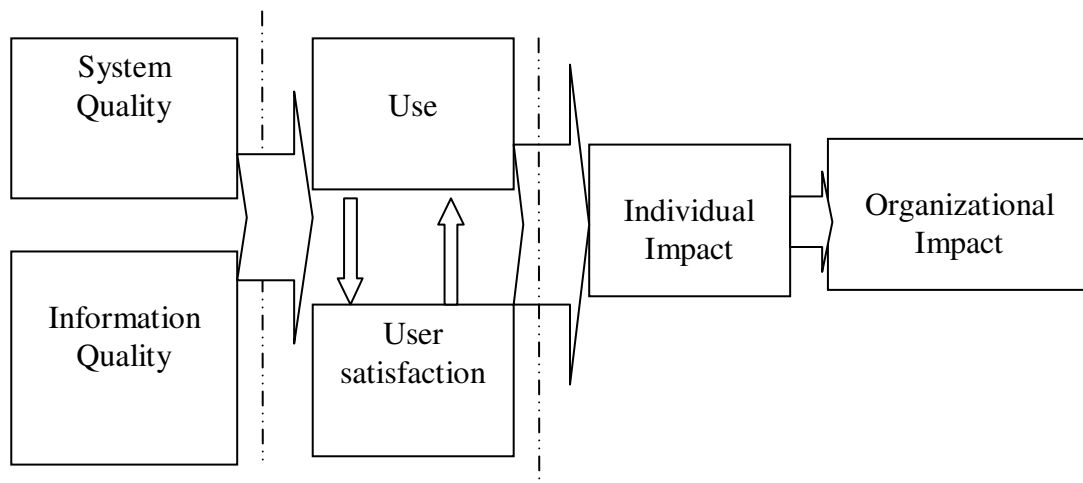 System
Quality
Information
Quality
Use
User
satisfaction
Individual
Impact
Organizational
Impact